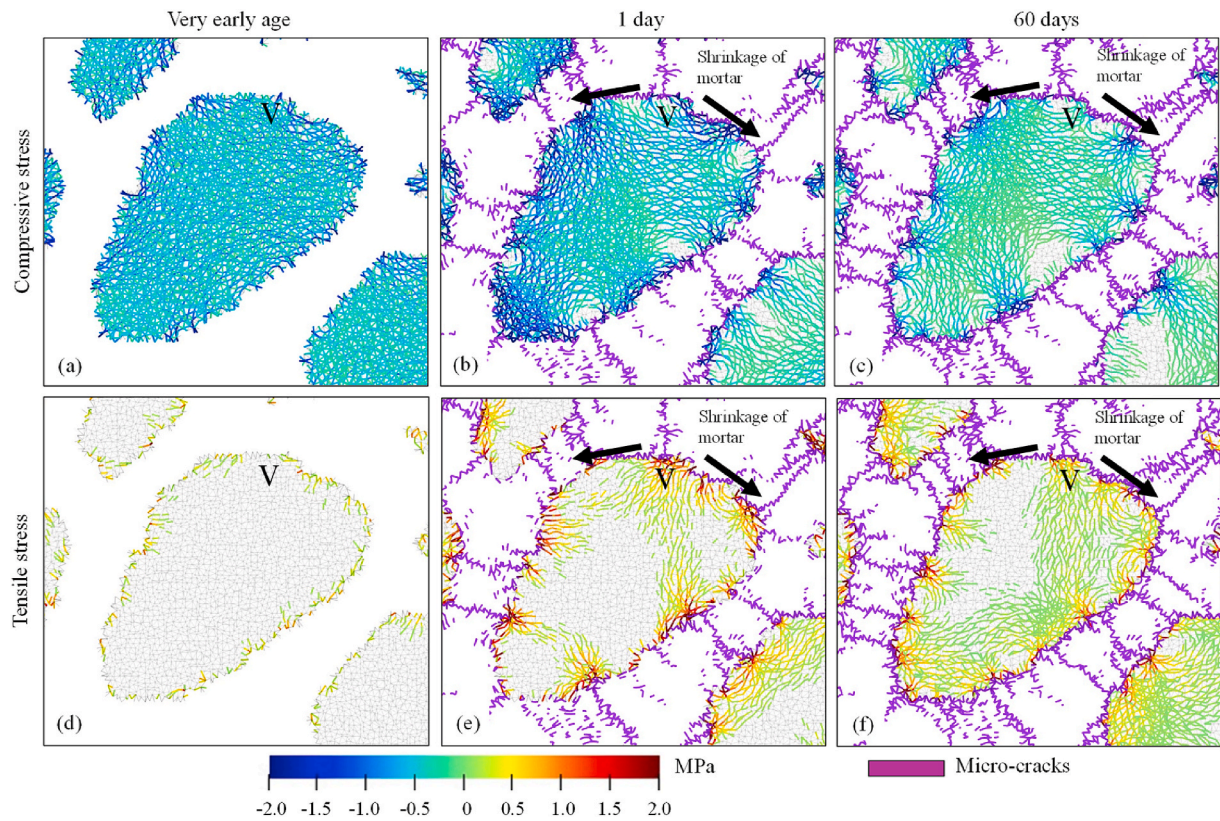 Very early age
1 day
60 days
Compressive stress
V
(a)
Shrinkage of
mortar
V
(b)
Shrinkage of
mortar
V
(c)
Tensile stress
V
(d)
Shrinkage of
mortar
V
(e)
Shrinkage of
mortar
V
(f)
MPa
-2.0 -1.5 -1.0 -0.5 0 0.5 1.0 1.5 2.0
Micro-cracks